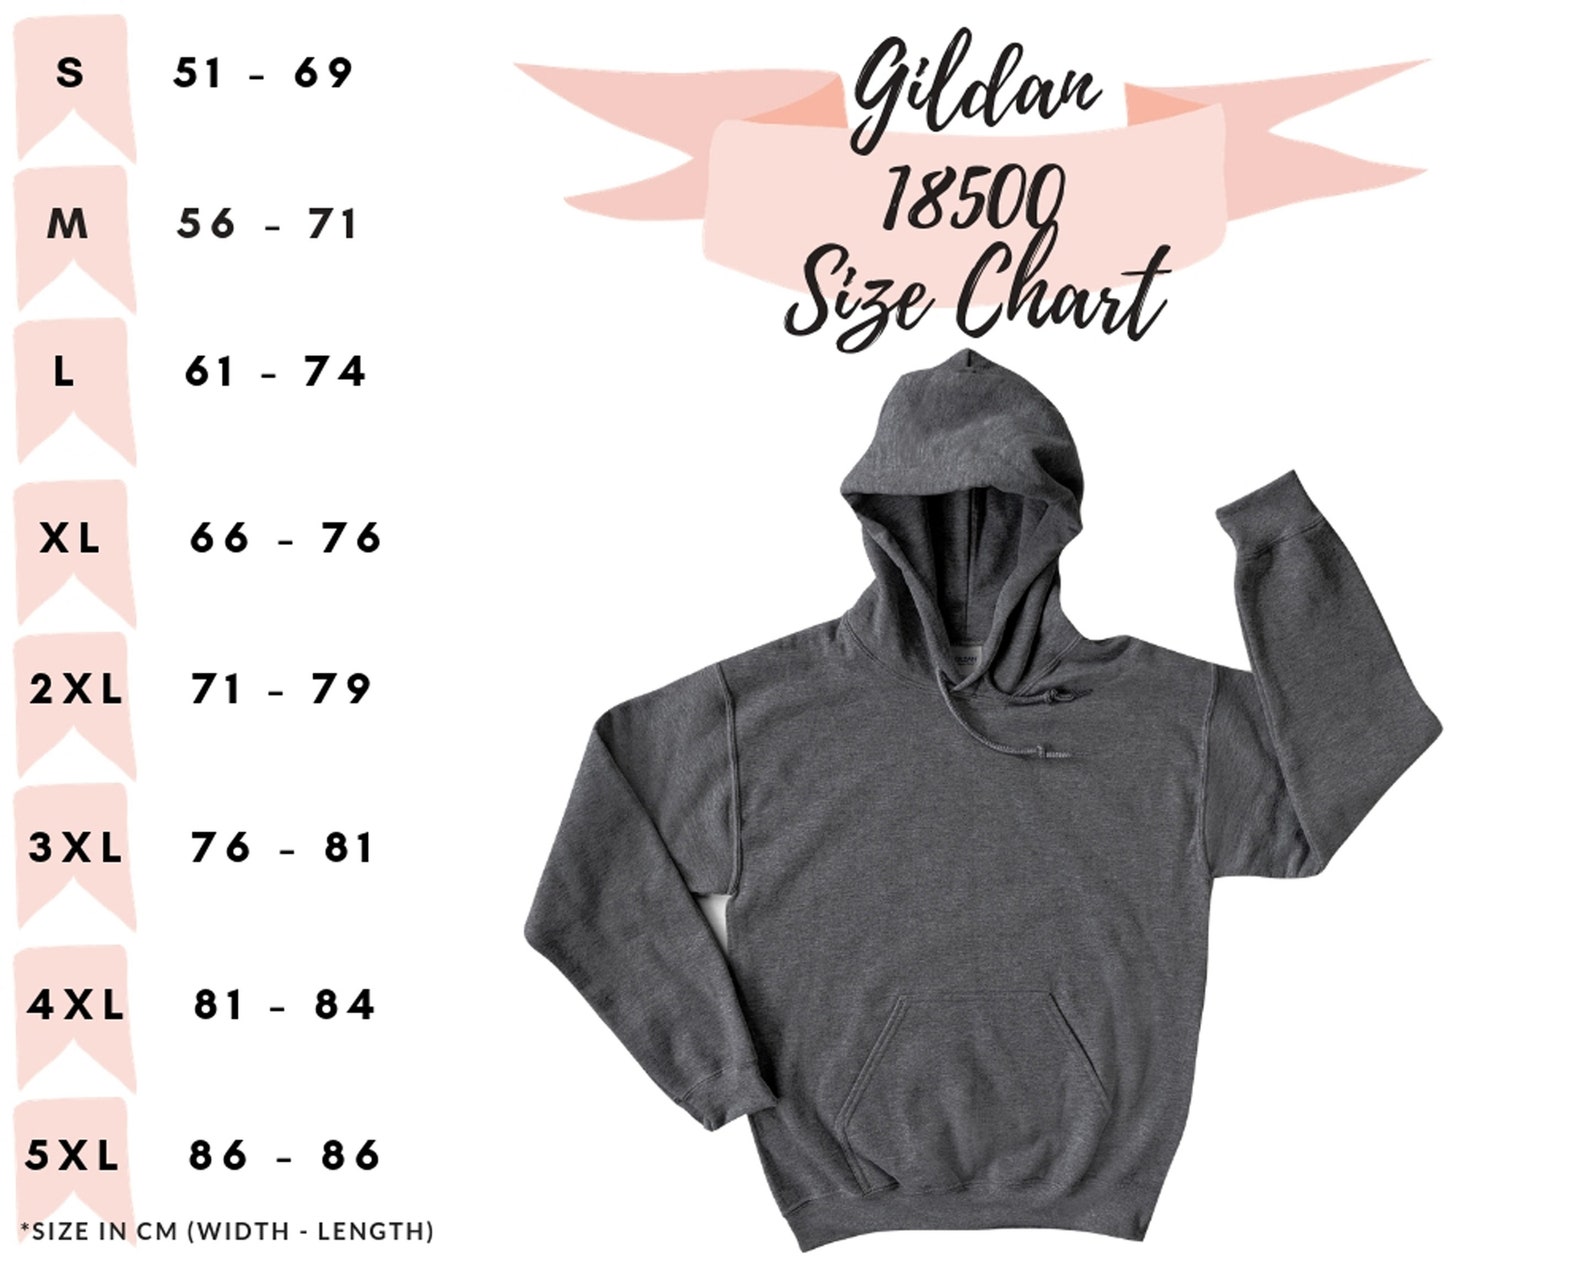 S 51 - 69
M 56 - 71
L 61 - 74
XL 66 - 76
2XL 71 - 79
3XL 76 - 81
4XL 81 - 84
5XL 86 - 86
*SIZE IN CM (WIDTH - LENGTH)
Gildan
18500
Size Chart